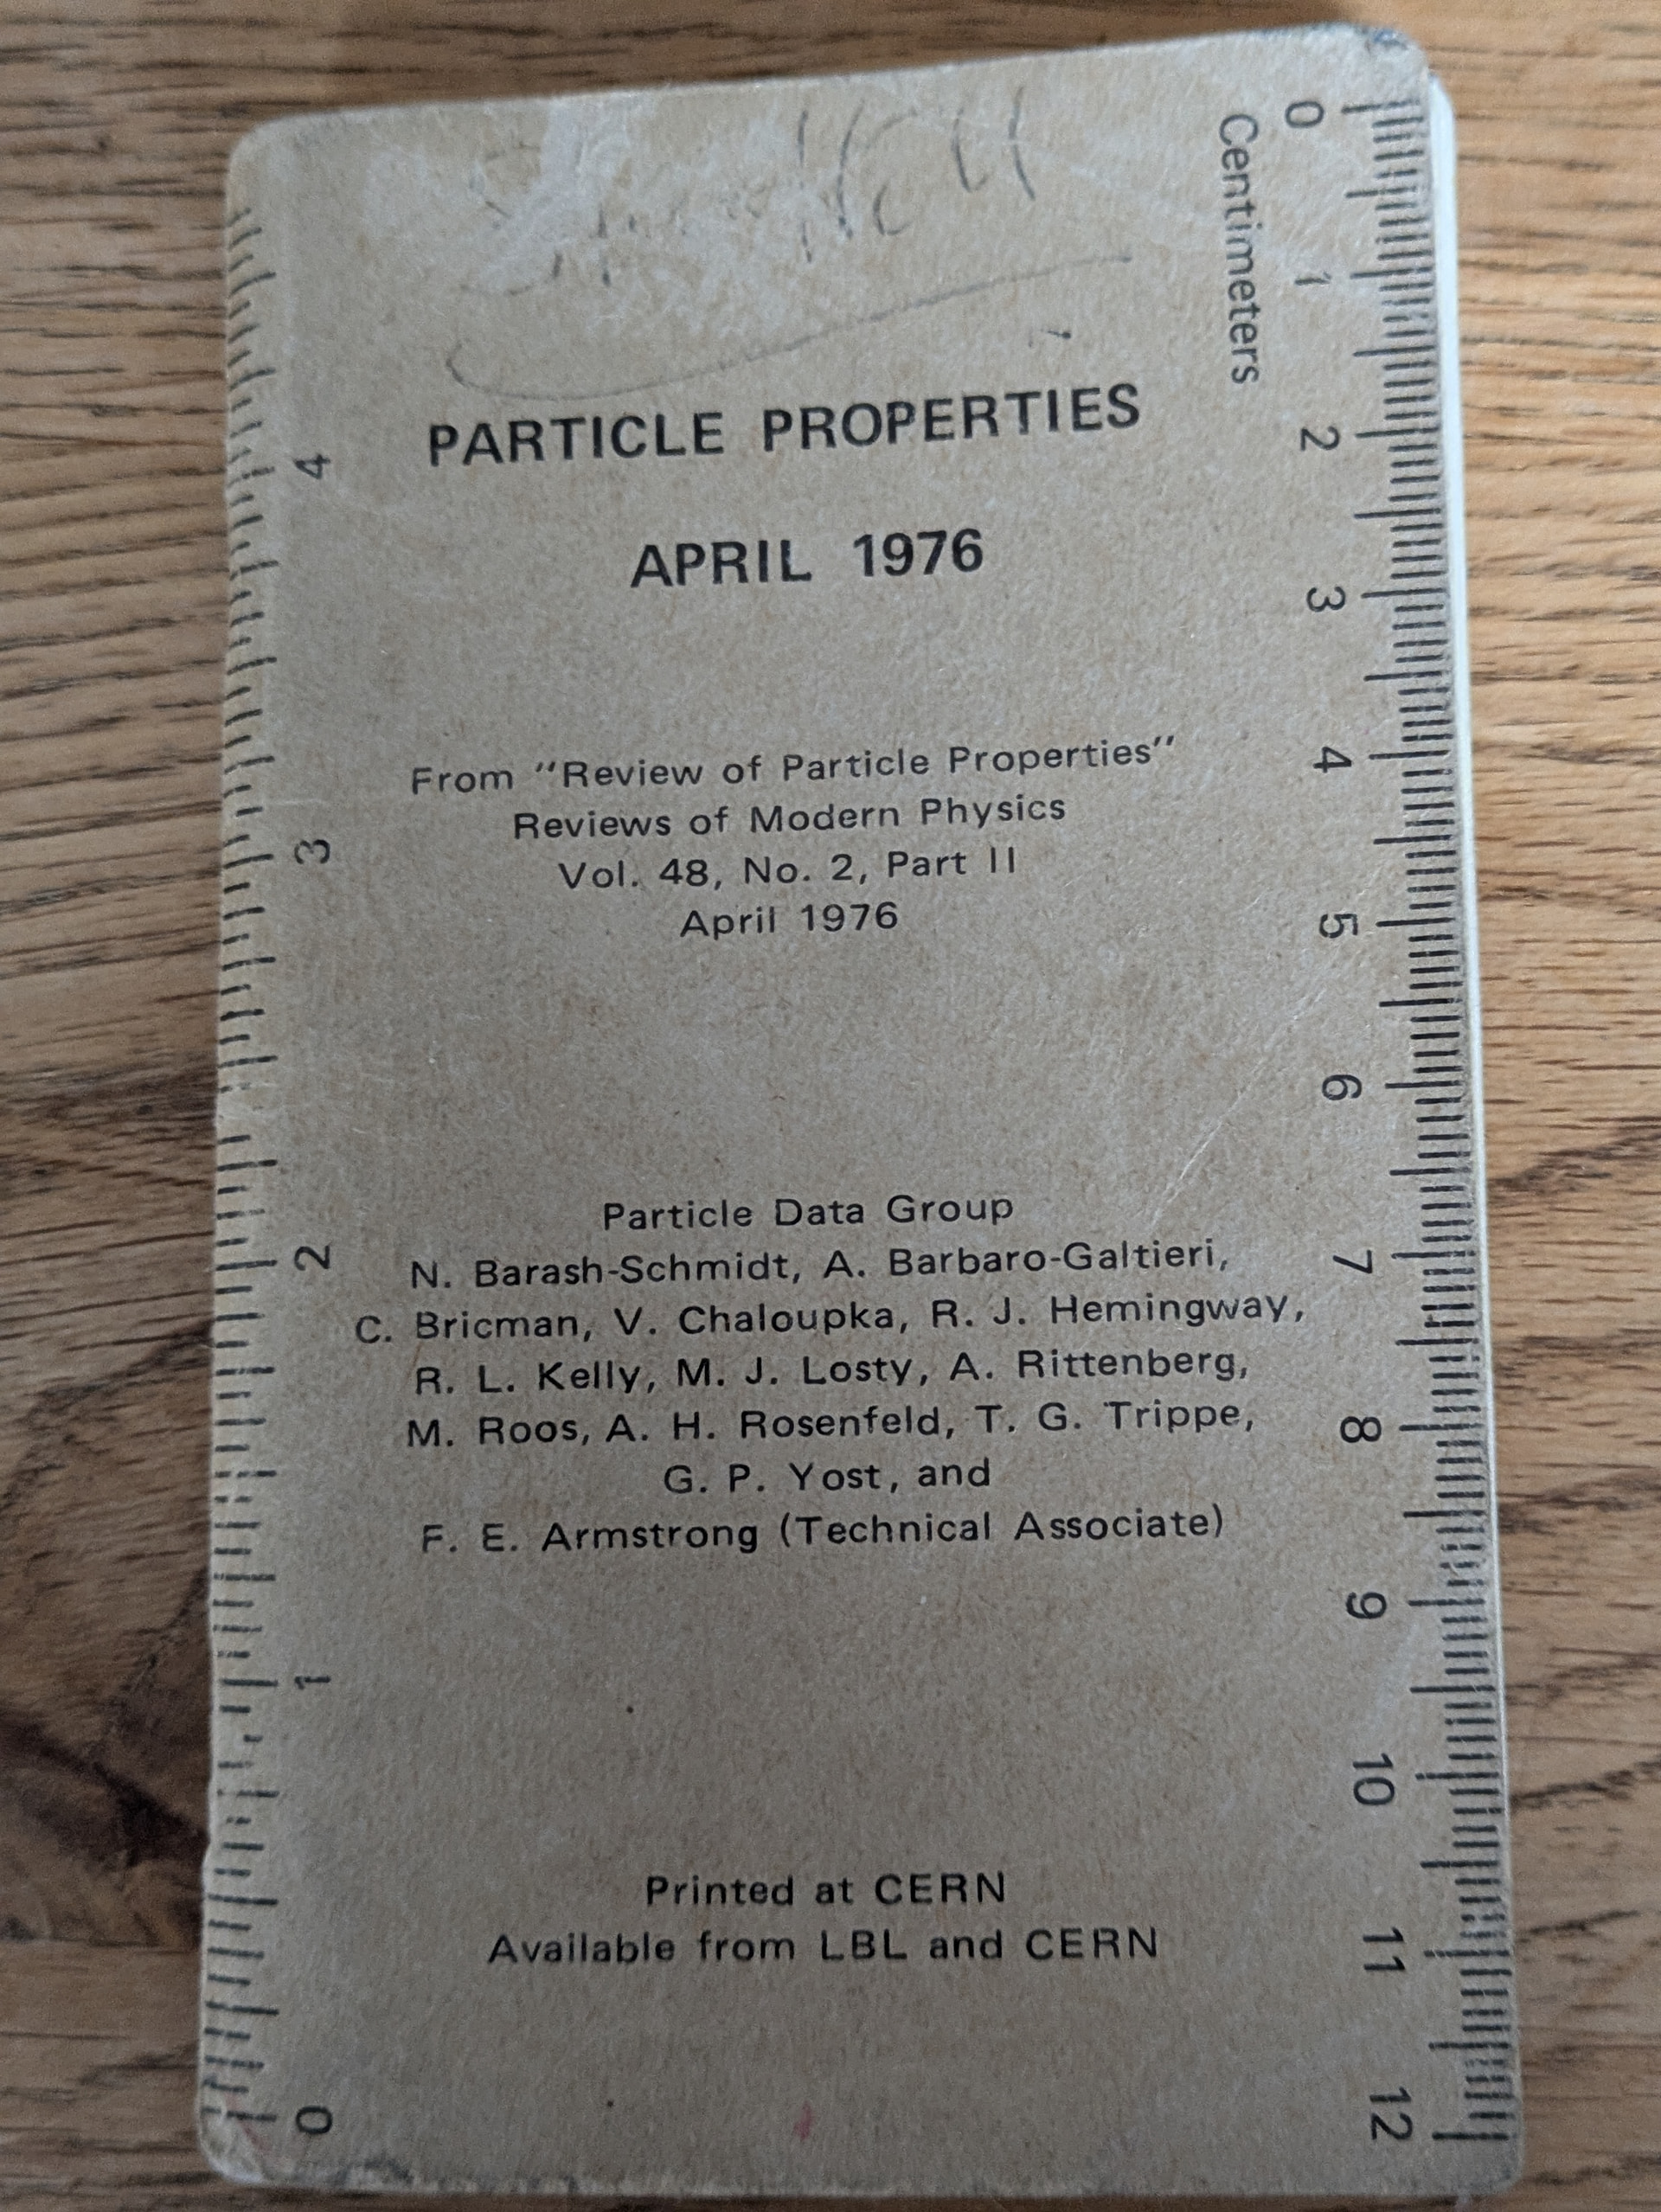 Centimeters
0
1
2
3
4
5
6
7
8
9
10
11
12
4
3
2
1
0
PARTICLE PROPERTIES
APRIL 1976
From "Review of Particle Properties"
Reviews of Modern Physics
Vol. 48, No. 2, Part II
April 1976
Particle Data Group
N. Barash-Schmidt, A. Barbaro-Galtieri,
C. Bricman, V. Chaloupka, R. J. Hemingway,
R. L. Kelly, M. J. Losty, A. Rittenberg,
M. Roos, A. H. Rosenfeld, T. G. Trippe,
G. P. Yost, and
F. E. Armstrong (Technical Associate)
Printed at CERN
Available from LBL and CERN